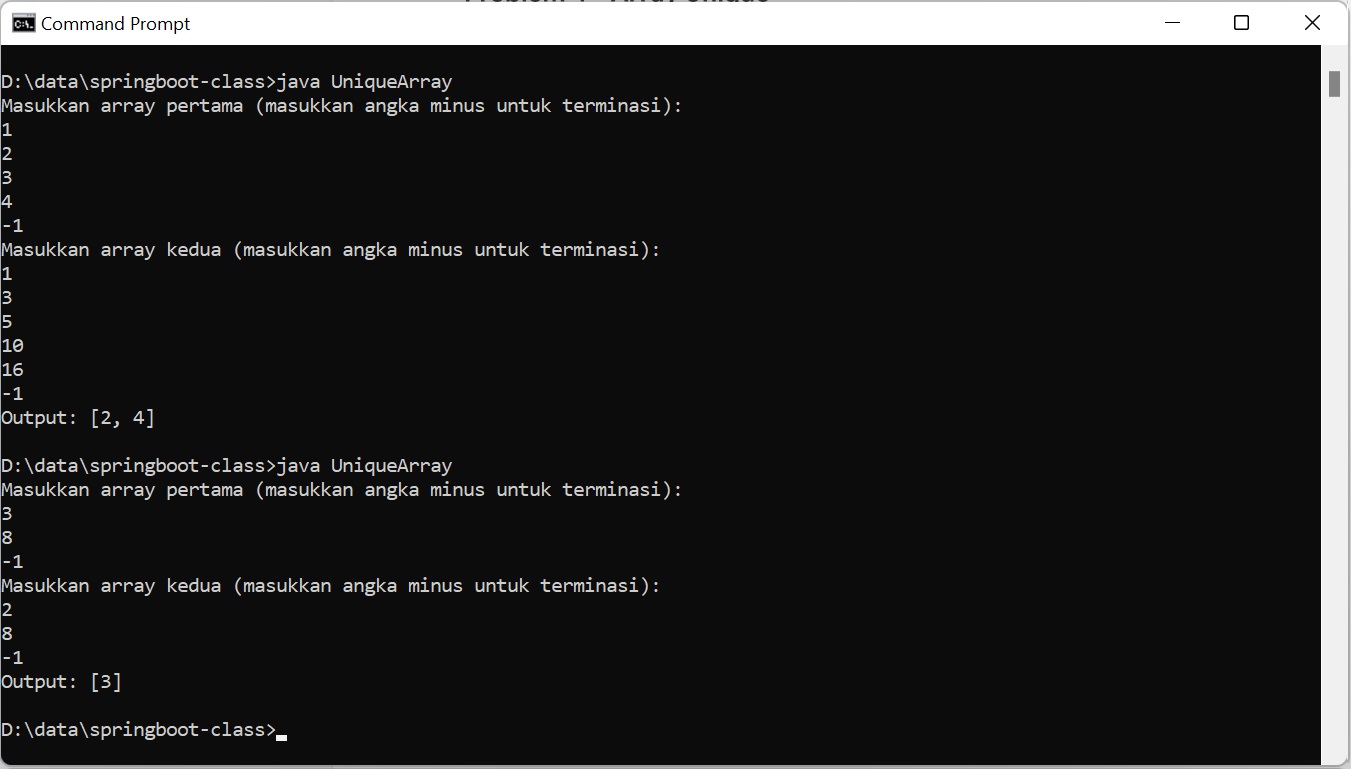 Command Prompt
D:\data\springboot-class>java UniqueArray
Masukkan array pertama (masukkan angka minus untuk terminasi):
1
2
3
4
-1
Masukkan array kedua (masukkan angka minus untuk terminasi):
1
3
5
10
16
-1
Output: [2, 4]
D:\data\springboot-class>java UniqueArray
Masukkan array pertama (masukkan angka minus untuk terminasi):
3
8
-1
Masukkan array kedua (masukkan angka minus untuk terminasi):
2
8
-1
Output: [3]
D:\data\springboot-class>